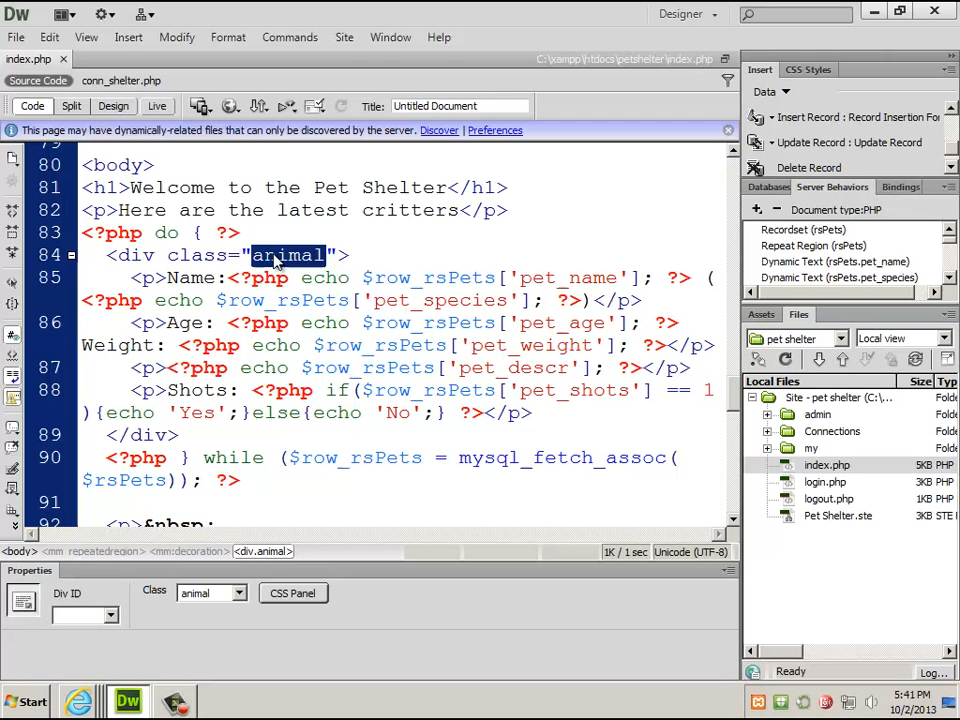 Dw
Designer
File Edit View Insert Modify Format Commands Site Window Help
index.php
C:\xampp\htdocs\petshelter\index.php
Source Code conn_shelter.php
Code Split Design Live Title: Untitled Document
This page may have dynamically-related files that can only be discovered by the server. Discover | Preferences
79
80 <body>
81 <h1>Welcome to the Pet Shelter</h1>
82 <p>Here are the latest critters</p>
83 <?php do { ?>
84 <div class="animal">
85 <p>Name:<?php echo $row_rsPets['pet_name']; ?> (
<?php echo $row_rsPets['pet_species']; ?>)</p>
86 <p>Age: <?php echo $row_rsPets['pet_age']; ?>
Weight: <?php echo $row_rsPets['pet_weight']; ?></p>
87 <p><?php echo $row_rsPets['pet_descr']; ?></p>
88 <p>Shots: <?php if($row_rsPets['pet_shots'] == 1
){echo 'Yes';}else{echo 'No';} ?></p>
89 </div>
90 <?php } while ($row_rsPets = mysql_fetch_assoc(
$rsPets)); ?>
91
92 <p>&nbsp;
<body> <mm:repeatedregion> <mm:decoration> <div.animal>
1K / 1 sec Unicode (UTF-8)
Properties
Div ID
Class animal CSS Panel
Insert CSS Styles
Data
Insert Record : Record Insertion For
Update Record : Update Record
Delete Record
Databases Server Behaviors Bindings
Document type:PHP
Recordset (rsPets)
Repeat Region (rsPets)
Dynamic Text (rsPets.pet_name)
Dynamic Text (rsPets.pet_species)
Assets Files
pet shelter Local view
Local Files Size Typ
Site - pet shelter (C:\... Folde
admin Folde
Connections Folde
my Folde
index.php 5KB PHP
login.php 3KB PHP
logout.php 3KB PHP
Pet Shelter.ste 3KB STE
Ready Log...
Start
Dw
5:41 PM
10/2/2013